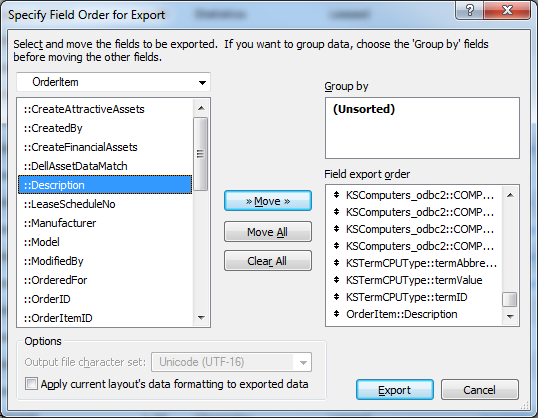 Specify Field Order for Export
Select and move the fields to be exported.  If you want to group data, choose the 'Group by' fields
before moving the other fields.
OrderItem
::CreateAttractiveAssets
::CreatedBy
::CreateFinancialAssets
::DellAssetDataMatch
::Description
::LeaseScheduleNo
::Manufacturer
::Model
::ModifiedBy
::OrderedFor
::OrderID
::OrderItemID
» Move »
Move All
Clear All
Group by
(Unsorted)
Field export order
KSComputers_odbc2::COMP...
KSComputers_odbc2::COMP...
KSComputers_odbc2::COMP...
KSTermCPUType::termAbbre...
KSTermCPUType::termValue
KSTermCPUType::termID
OrderItem::Description
Options
Output file character set:
Unicode (UTF-16)
Apply current layout's data formatting to exported data
Export
Cancel